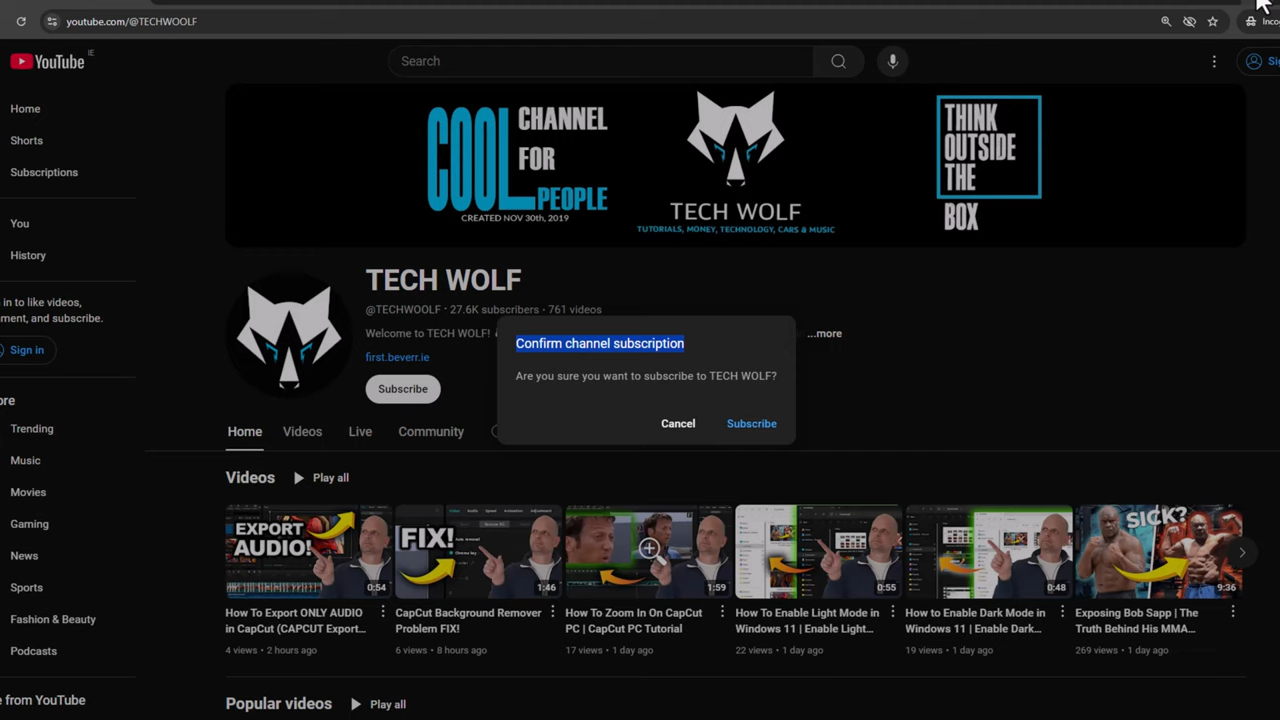 youtube.com/@TECHWOOLF
YouTube IE
Search
Home
Shorts
Subscriptions
You
History
in to like videos,
ment, and subscribe.
Sign in
Trending
Music
Movies
Gaming
News
Sports
Fashion & Beauty
Podcasts
e from YouTube
COOL CHANNEL FOR PEOPLE
CREATED NOV 30th, 2019
TECH WOLF
TUTORIALS, MONEY, TECHNOLOGY, CARS & MUSIC
THINK
OUTSIDE
THE
BOX
TECH WOLF
@TECHWOOLF · 27.6K subscribers · 761 videos
Welcome to TECH WOLF!
...more
first.beverr.ie
Subscribe
Confirm channel subscription
Are you sure you want to subscribe to TECH WOLF?
Cancel Subscribe
Home Videos Live Community
Videos Play all
EXPORT
AUDIO!
0:54
How To Export ONLY AUDIO
in CapCut (CAPCUT Export...
4 views • 2 hours ago
FIX!
1:46
CapCut Background Remover
Problem FIX!
6 views • 8 hours ago
1:59
How To Zoom In On CapCut
PC | CapCut PC Tutorial
17 views • 1 day ago
0:55
How To Enable Light Mode in
Windows 11 | Enable Light...
22 views • 1 day ago
0:48
How to Enable Dark Mode in
Windows 11 | Enable Dark...
19 views • 1 day ago
SICK?
9:36
Exposing Bob Sapp | The
Truth Behind His MMA...
269 views • 1 day ago
Popular videos Play all